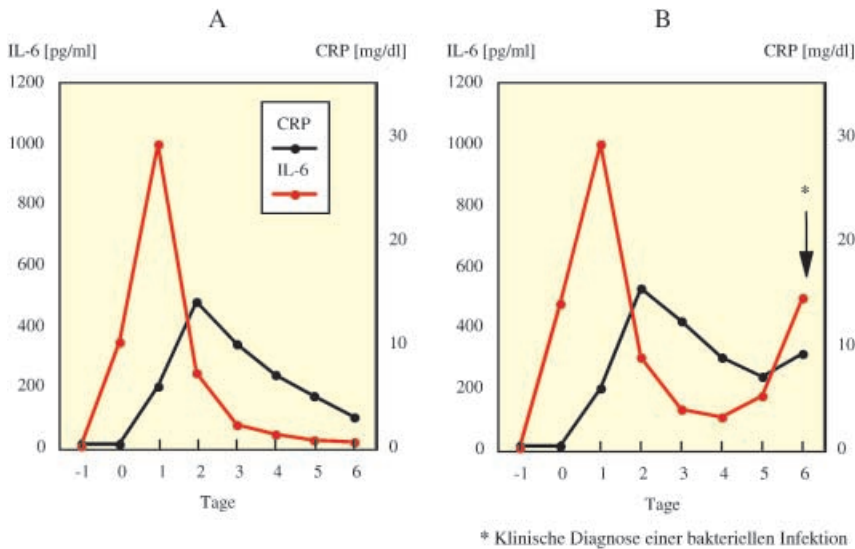 A
IL-6 [pg/ml] CRP [mg/dl]
1200
1000
800
600
400
200
0
30
20
10
0
CRP
IL-6
-1 0 1 2 3 4 5 6
Tage
B
IL-6 [pg/ml] CRP [mg/dl]
1200
1000
800
600
400
200
0
30
20
10
0
*
-1 0 1 2 3 4 5 6
Tage
* Klinische Diagnose einer bakteriellen Infektion